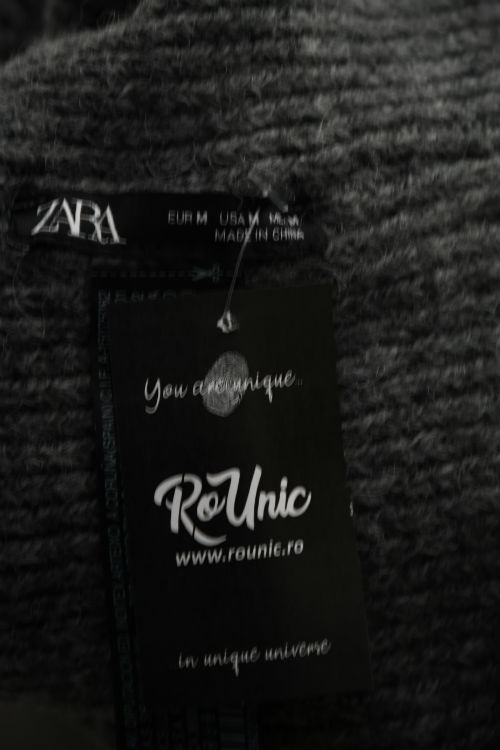 ZARA
EUR M USA M
MADE IN CHINA
You are unique..
RoUnic
www.rounic.ro
in unique universe